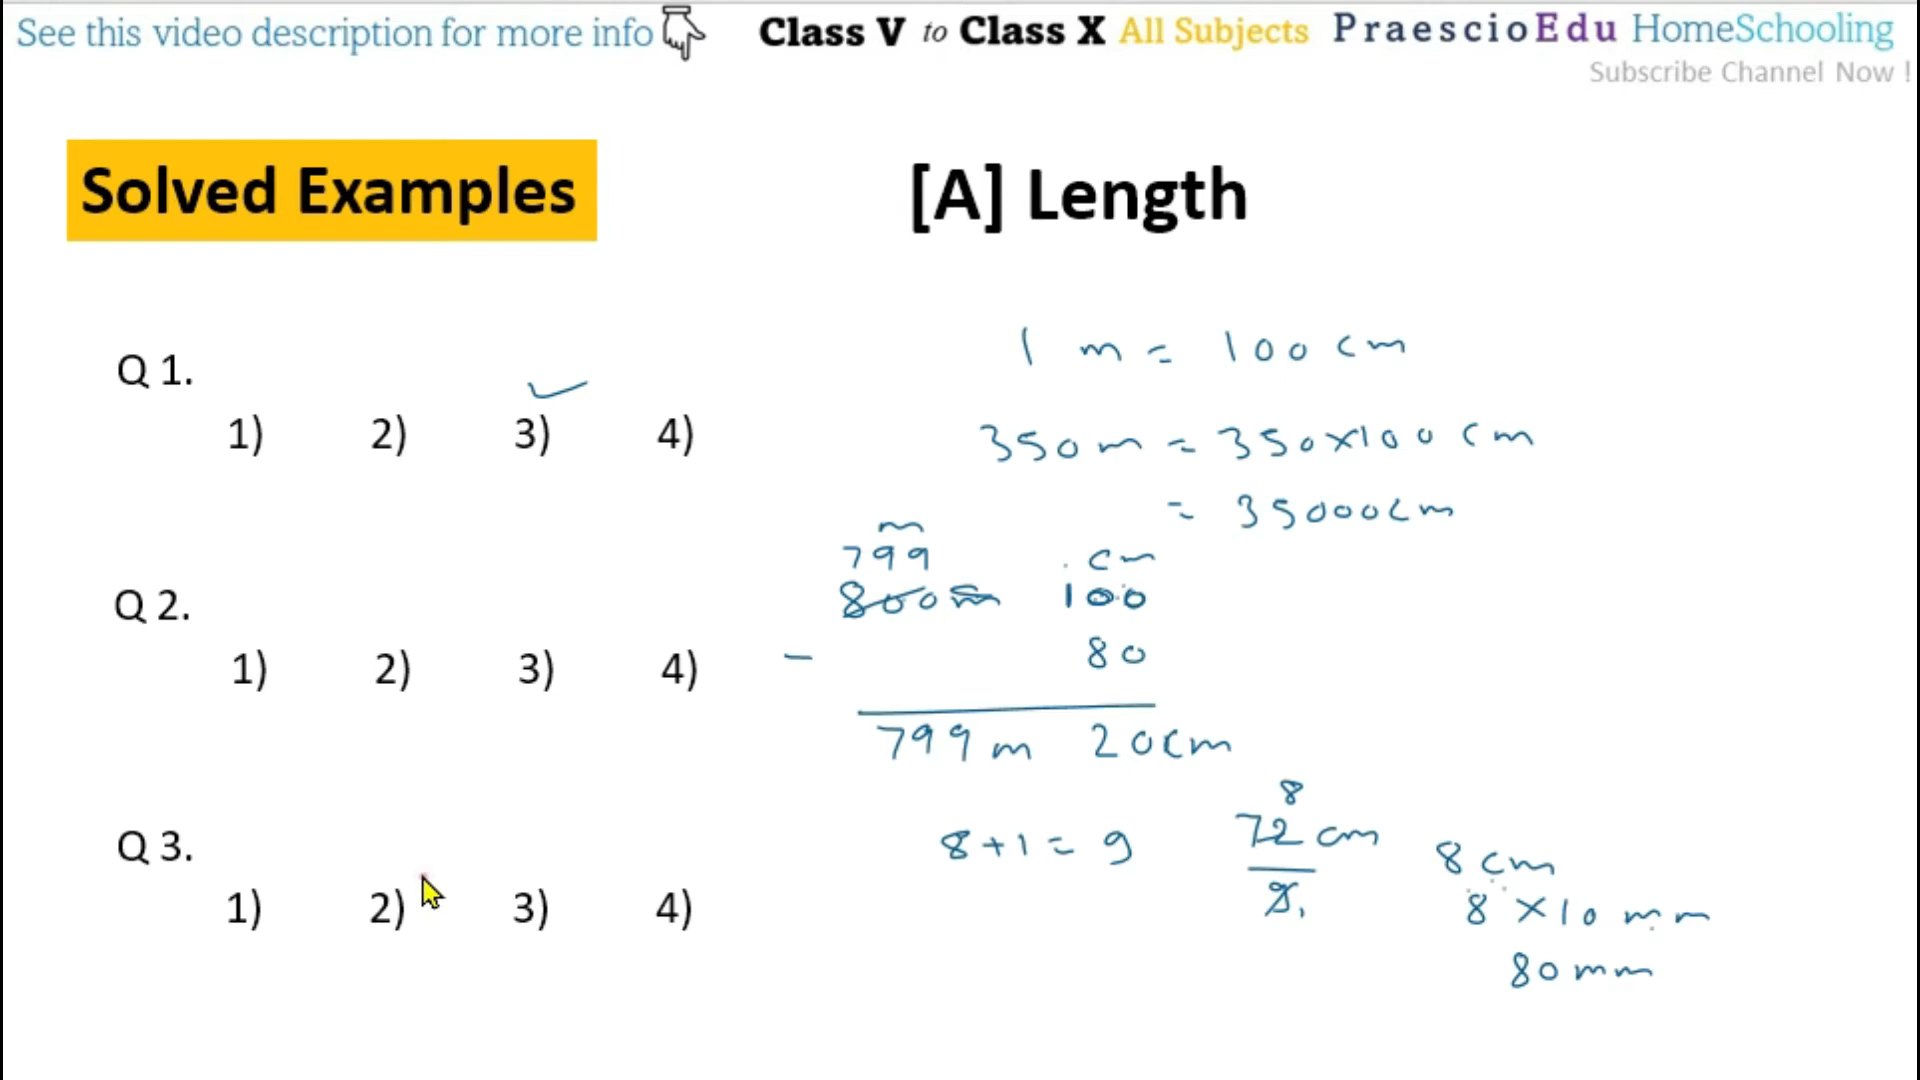 See this video description for more info Class V to Class X All Subjects PraescioEdu HomeSchooling
Subscribe Channel Now !
Solved Examples [A] Length
Q 1.
1) 2) 3) 4)
1 m = 100 cm
350 m = 350×100 cm
= 35000cm
Q 2.
1) 2) 3) 4)
m
799 cm
800m 100
- 80
799 m 20cm
Q 3.
1) 2) 3) 4)
8+1 = 9
8
72 cm
9 1
8 cm
8 ×10 mm
80 mm